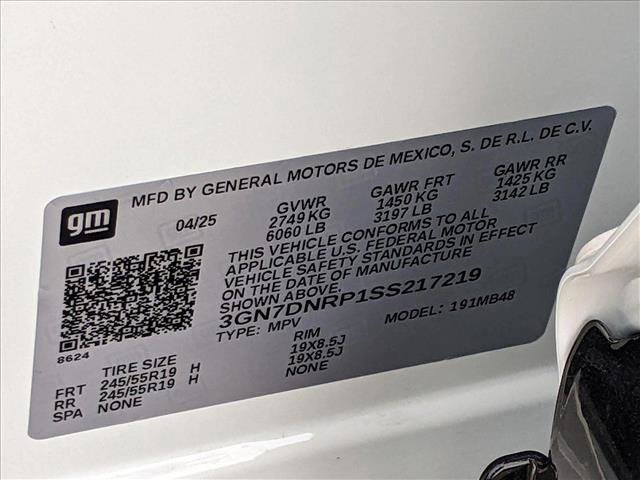 gm
MFD BY GENERAL MOTORS DE MEXICO, S. DE R.L. DE C.V.
04/25
GVWR
2749 KG
6060 LB
GAWR FRT
1450 KG
3197 LB
GAWR RR
1425 KG
3142 LB
THIS VEHICLE CONFORMS TO ALL
APPLICABLE U.S. FEDERAL MOTOR
VEHICLE SAFETY STANDARDS IN EFFECT
ON THE DATE OF MANUFACTURE
SHOWN ABOVE.
3GN7DNRP1SS217219
TYPE: MPV
MODEL: 191MB48
8624
TIRE SIZE
RIM
FRT 245/55R19 H 19X8.5J
RR 245/55R19 H 19X8.5J
SPA NONE NONE